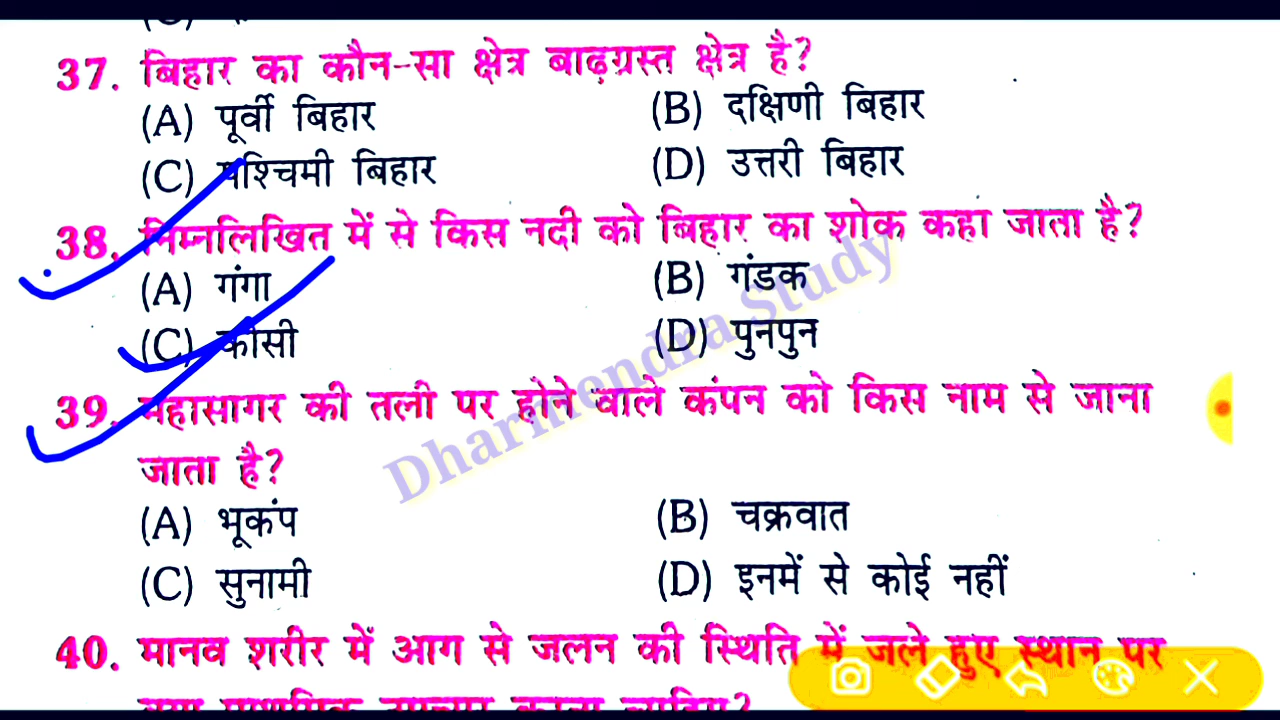 37. बिहार का कौन-सा क्षेत्र बाढ़ग्रस्त क्षेत्र है?
(A) पूर्वी बिहार (B) दक्षिणी बिहार
(C) पश्चिमी बिहार (D) उत्तरी बिहार
38. निम्नलिखित में से किस नदी को बिहार का शोक कहा जाता है?
(A) गंगा (B) गंडक
(C) कोसी (D) पुनपुन
39. महासागर की तली पर होने वाले कंपन को किस नाम से जाना
जाता है?
(A) भूकंप (B) चक्रवात
(C) सुनामी (D) इनमें से कोई नहीं
40. मानव शरीर में आग से जलन की स्थिति में जले हुए स्थान पर
Dharmendra Study